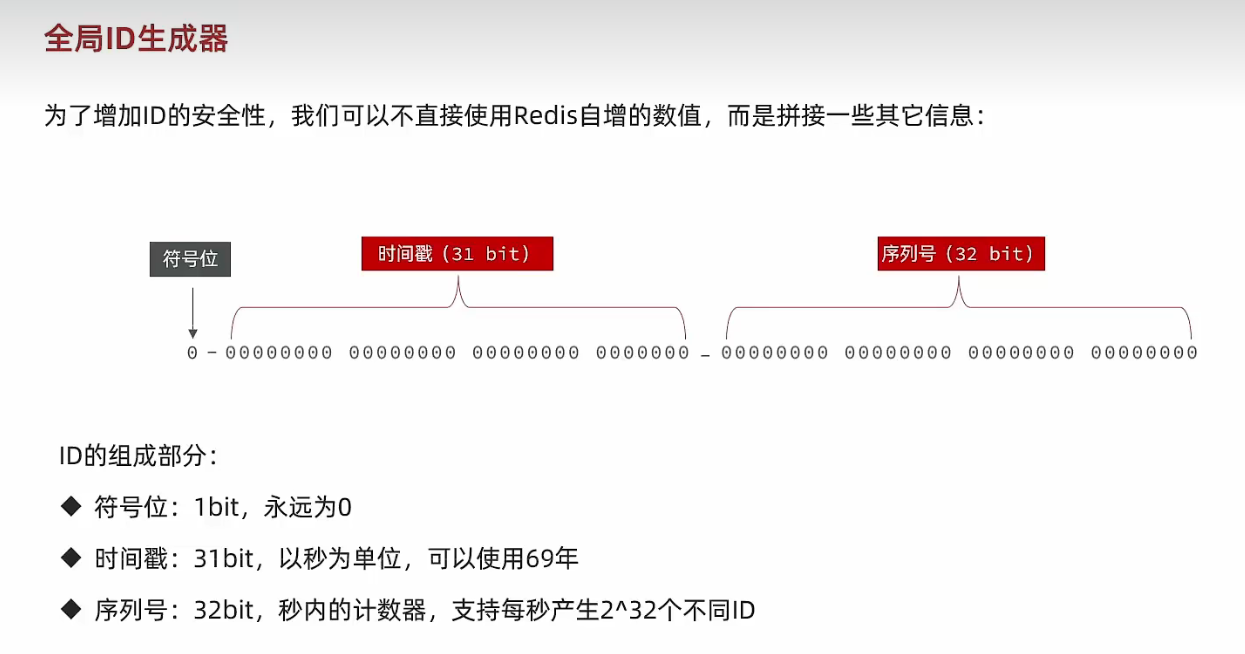 全局ID生成器
为了增加ID的安全性，我们可以不直接使用Redis自增的数值，而是拼接一些其它信息：
符号位
时间戳（31 bit）
序列号（32 bit）
0 - 00000000 00000000 00000000 0000000 - 00000000 00000000 00000000 00000000
ID的组成部分：
◆ 符号位：1bit，永远为0
◆ 时间戳：31bit，以秒为单位，可以使用69年
◆ 序列号：32bit，秒内的计数器，支持每秒产生2^32个不同ID